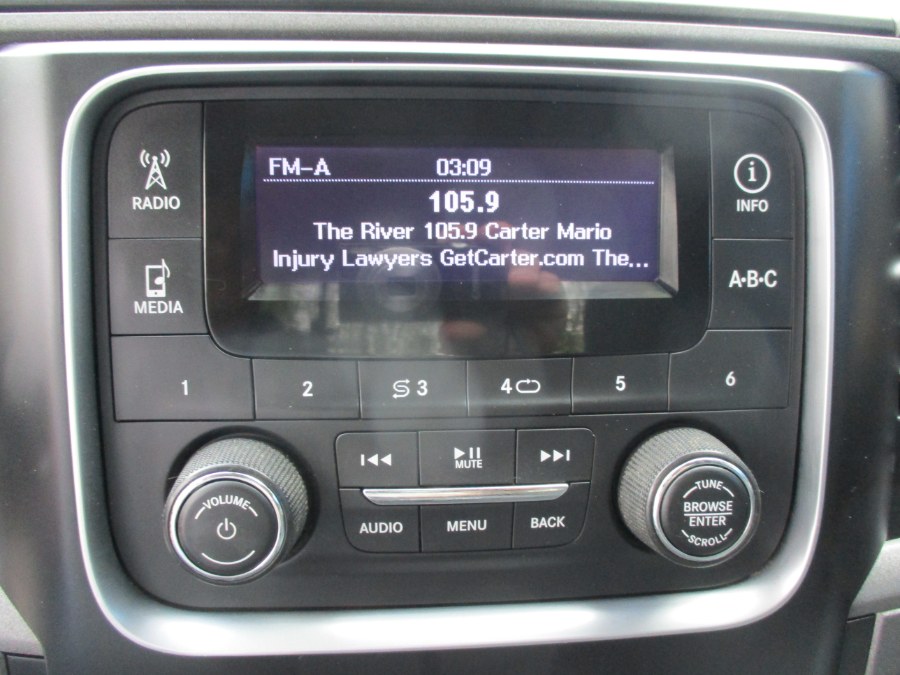 FM-A 03:09
105.9
The River 105.9 Carter Mario
Injury Lawyers GetCarter.com The...
RADIO
MEDIA
i
INFO
A·B·C
1 2 3 4 5 6
MUTE
AUDIO MENU BACK
VOLUME
TUNE
BROWSE
ENTER
SCROLL